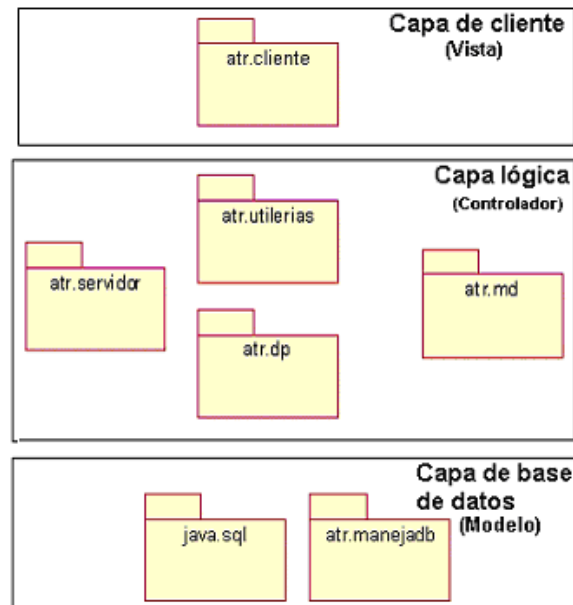 Capa de cliente
(Vista)
atr.cliente
Capa lógica
(Controlador)
atr.utilerias
atr.servidor
atr.md
atr.dp
Capa de base
de datos
(Modelo)
java.sql
atr.manejadb